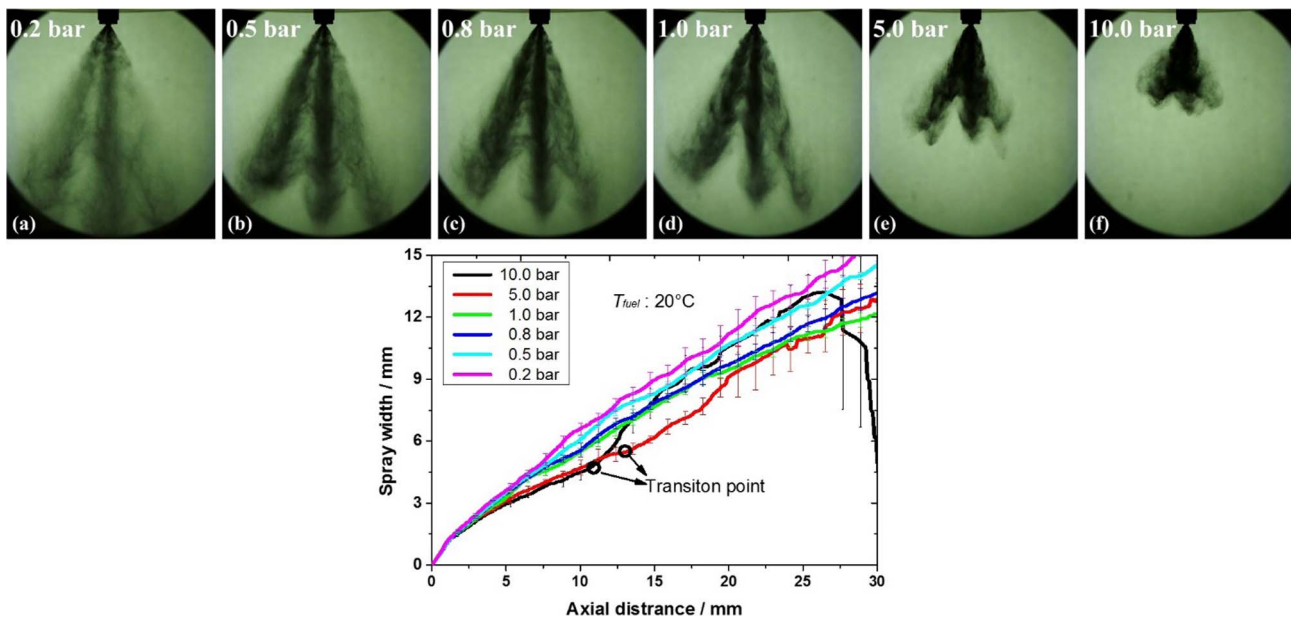 0.2 bar
0.5 bar
0.8 bar
1.0 bar
5.0 bar
10.0 bar
(a)
(b)
(c)
(d)
(e)
(f)
15
12
9
6
3
0
Spray width / mm
10.0 bar
5.0 bar
1.0 bar
0.8 bar
0.5 bar
0.2 bar
Tfuel : 20°C
Transiton point
0 5 10 15 20 25 30
Axial distrance / mm